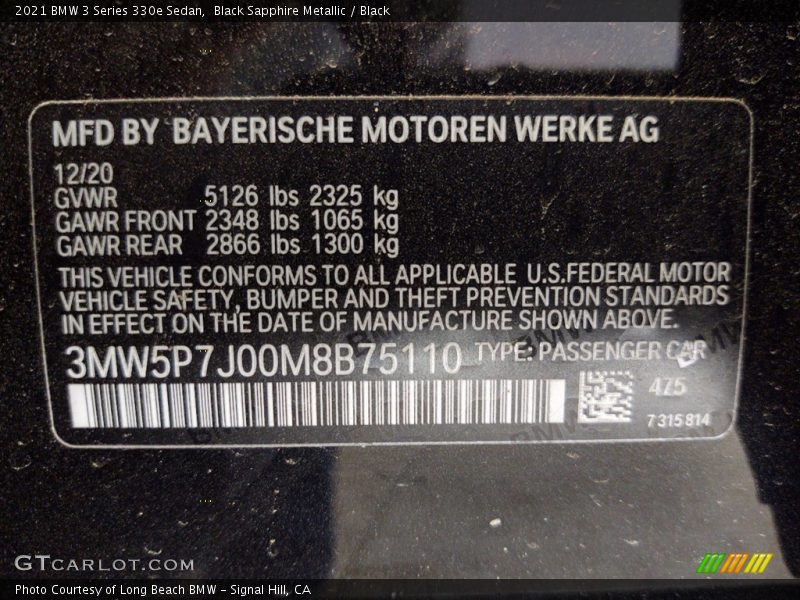 2021 BMW 3 Series 330e Sedan, Black Sapphire Metallic / Black
MFD BY BAYERISCHE MOTOREN WERKE AG
12/20
GVWR 5126 lbs 2325 kg
GAWR FRONT 2348 lbs 1065 kg
GAWR REAR 2866 lbs 1300 kg
THIS VEHICLE CONFORMS TO ALL APPLICABLE U.S.FEDERAL MOTOR
VEHICLE SAFETY, BUMPER AND THEFT PREVENTION STANDARDS
IN EFFECT ON THE DATE OF MANUFACTURE SHOWN ABOVE.
3MW5P7J00M8B75110 TYPE: PASSENGER CAR
475
7315814
GTCARLOT.COM
Photo Courtesy of Long Beach BMW – Signal Hill, CA